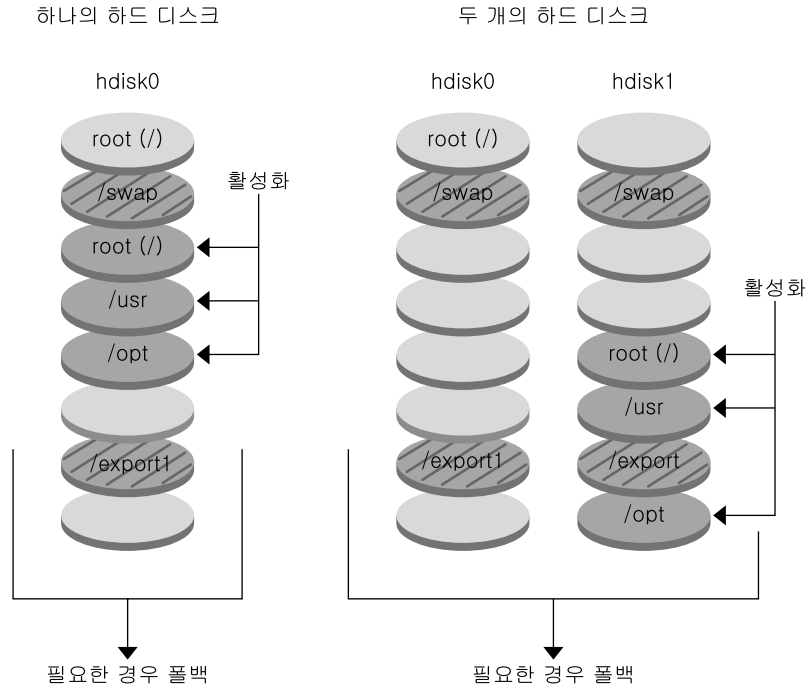 하나의 하드 디스크
hdisk0
root (/)
/swap
root (/)
/usr
/opt
/export1
활성화
필요한 경우 폴백
두 개의 하드 디스크
hdisk0
root (/)
/swap
/export1
hdisk1
/swap
root (/)
/usr
/export
/opt
활성화
필요한 경우 폴백